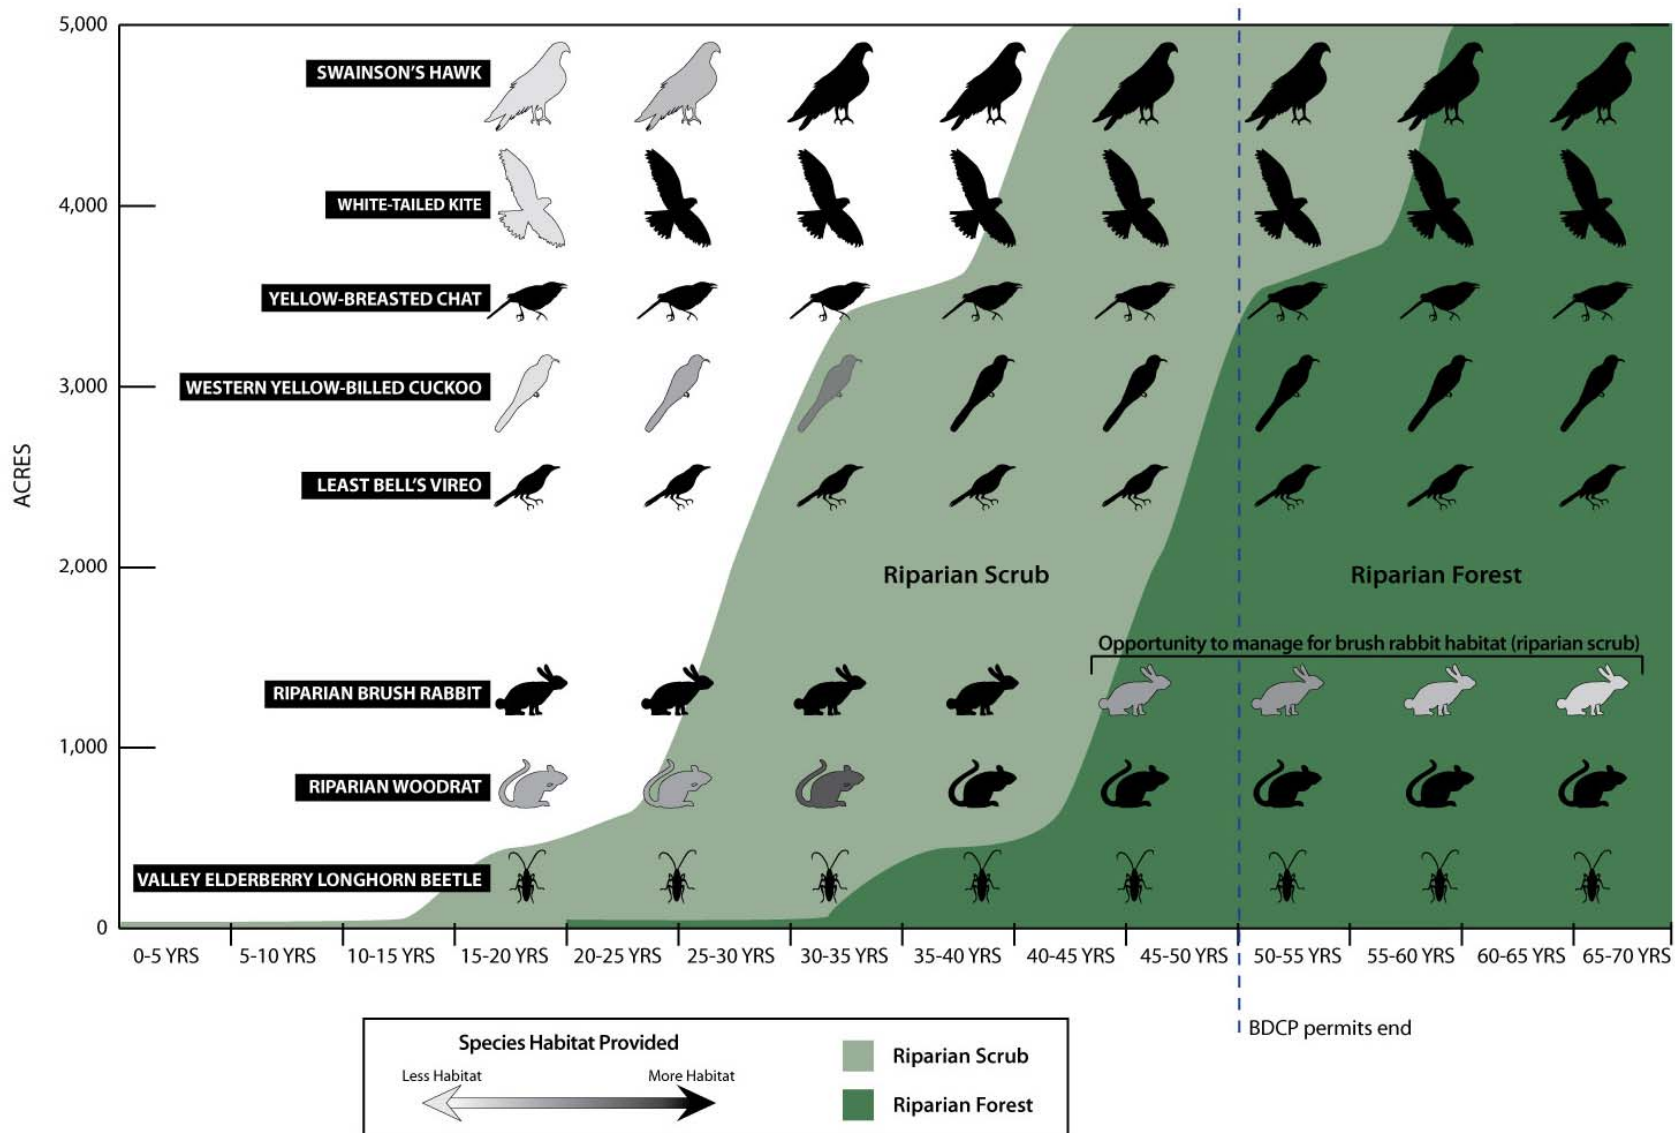 5,000
SWAINSON'S HAWK
4,000
WHITE-TAILED KITE
YELLOW-BREASTED CHAT
3,000
WESTERN YELLOW-BILLED CUCKOO
ACRES
LEAST BELL'S VIREO
2,000
Riparian Scrub
Riparian Forest
Opportunity to manage for brush rabbit habitat (riparian scrub)
RIPARIAN BRUSH RABBIT
1,000
RIPARIAN WOODRAT
VALLEY ELDERBERRY LONGHORN BEETLE
0
0-5 YRS 5-10 YRS 10-15 YRS 15-20 YRS 20-25 YRS 25-30 YRS 30-35 YRS 35-40 YRS 40-45 YRS 45-50 YRS 50-55 YRS 55-60 YRS 60-65 YRS 65-70 YRS
BDCP permits end
Species Habitat Provided
Less Habitat More Habitat
Riparian Scrub
Riparian Forest